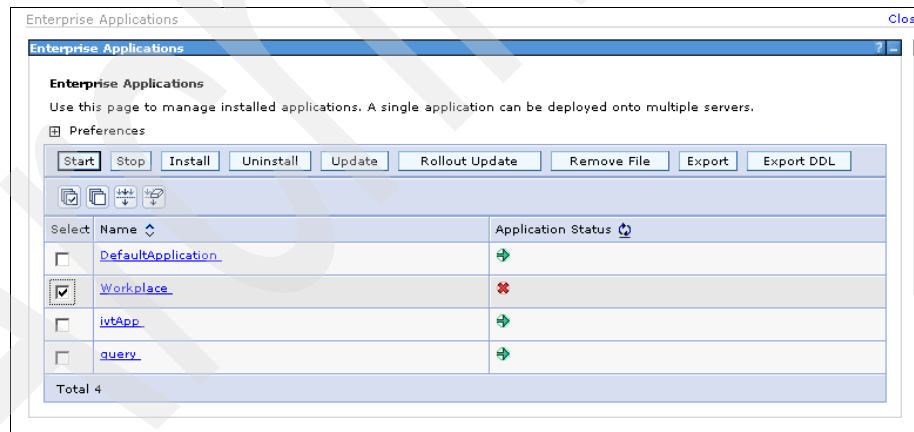 Enterprise Applications Clos
Enterprise Applications ? -
Enterprise Applications
Use this page to manage installed applications. A single application can be deployed onto multiple servers.
Preferences
Start Stop Install Uninstall Update Rollout Update Remove File Export Export DDL
Select Name Application Status
DefaultApplication
Workplace
ivtApp
query
Total 4